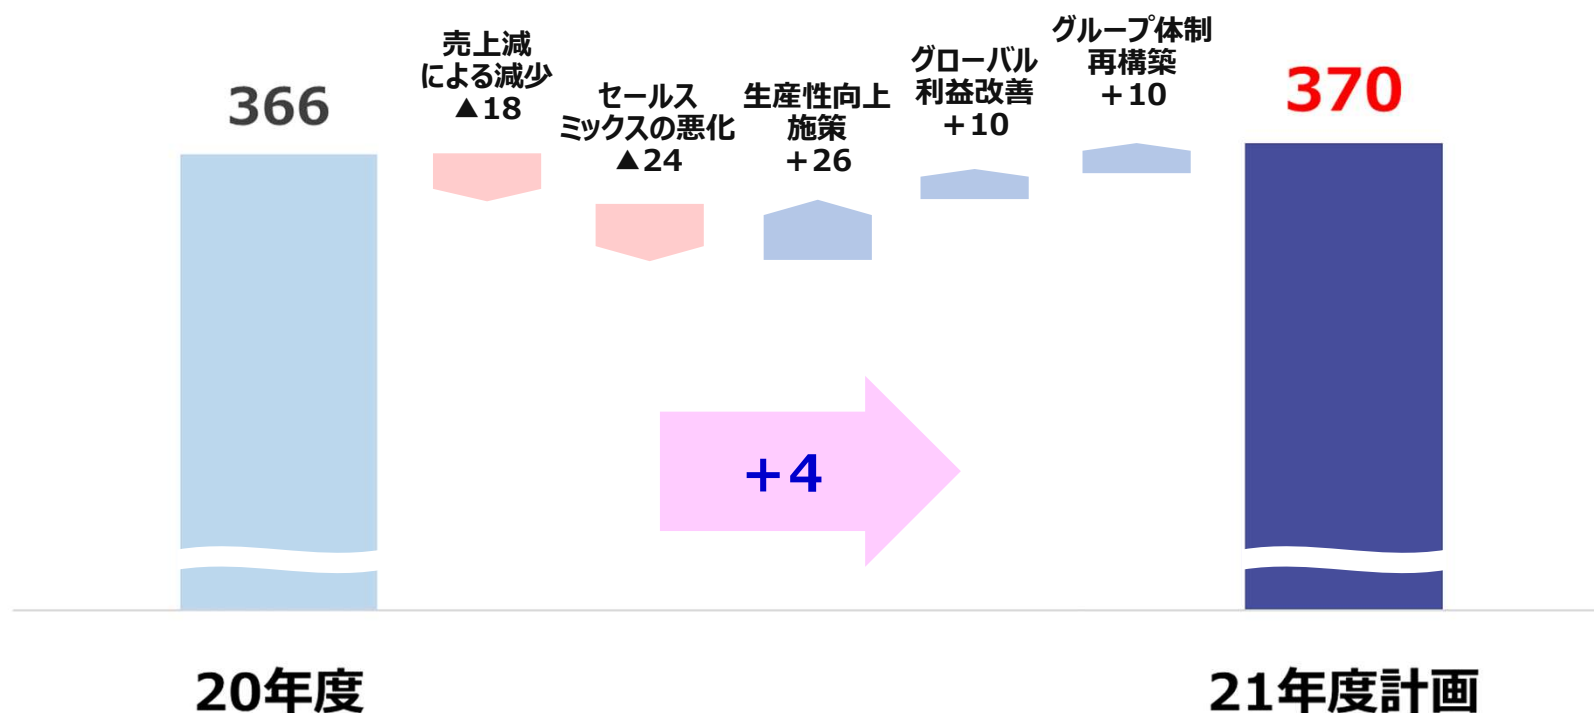 366
売上減
による減少
▲18
セールス
ミックスの悪化
▲24
生産性向上
施策
+26
グローバル
利益改善
+10
グループ体制
再構築
+10
370
+4
20年度
21年度計画